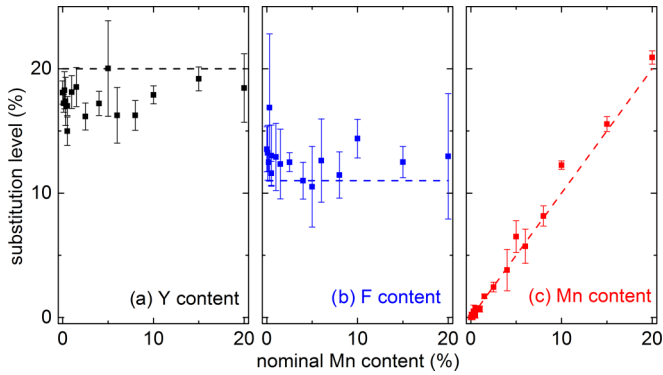 substitution level (%)
20
10
0
(a) Y content
(b) F content
(c) Mn content
0 10 20 0 10 20 0 10 20
nominal Mn content (%)